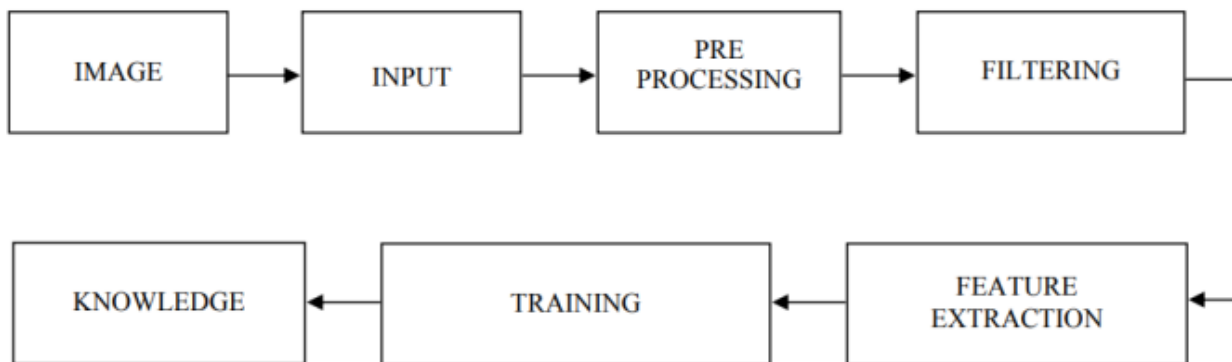 IMAGE
INPUT
PRE
PROCESSING
FILTERING
FEATURE
EXTRACTION
TRAINING
KNOWLEDGE